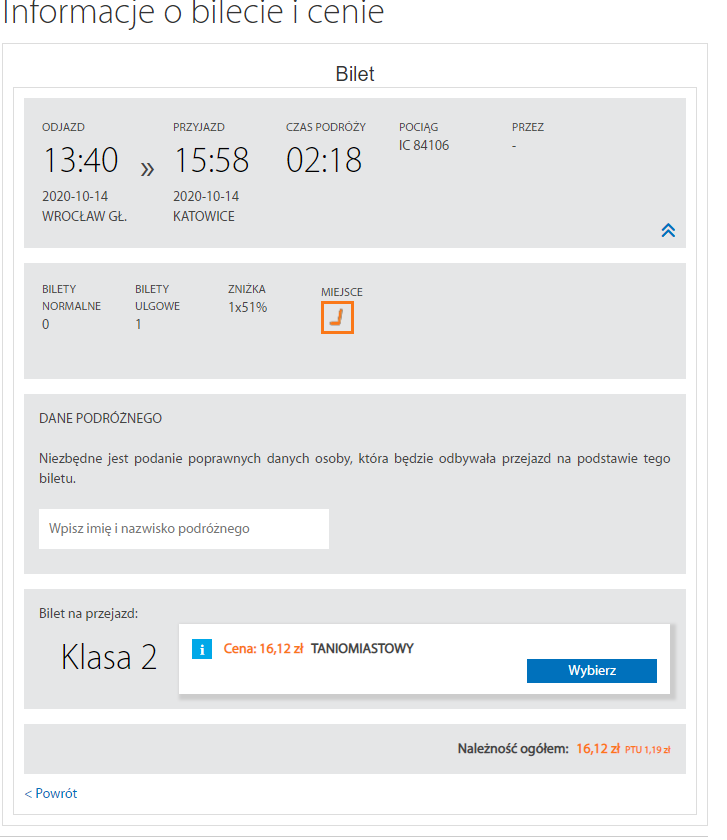 Informacje o bilecie i cenie
Bilet
ODJAZD
13:40
2020-10-14
WROCŁAW GŁ.
»
PRZYJAZD
15:58
2020-10-14
KATOWICE
CZAS PODRÓŻY
02:18
POCIĄG
IC 84106
PRZEZ
-
BILETY
NORMALNE
0
BILETY
ULGOWE
1
ZNIŻKA
1x51%
MIEJSCE
DANE PODRÓŻNEGO
Niezbędne jest podanie poprawnych danych osoby, która będzie odbywała przejazd na podstawie tego
biletu.
Wpisz imię i nazwisko podróżnego
Bilet na przejazd:
Klasa 2
i Cena: 16,12 zł TANIOMIASTOWY
Wybierz
Należność ogółem: 16,12 zł PTU 1,19 zł
< Powrót